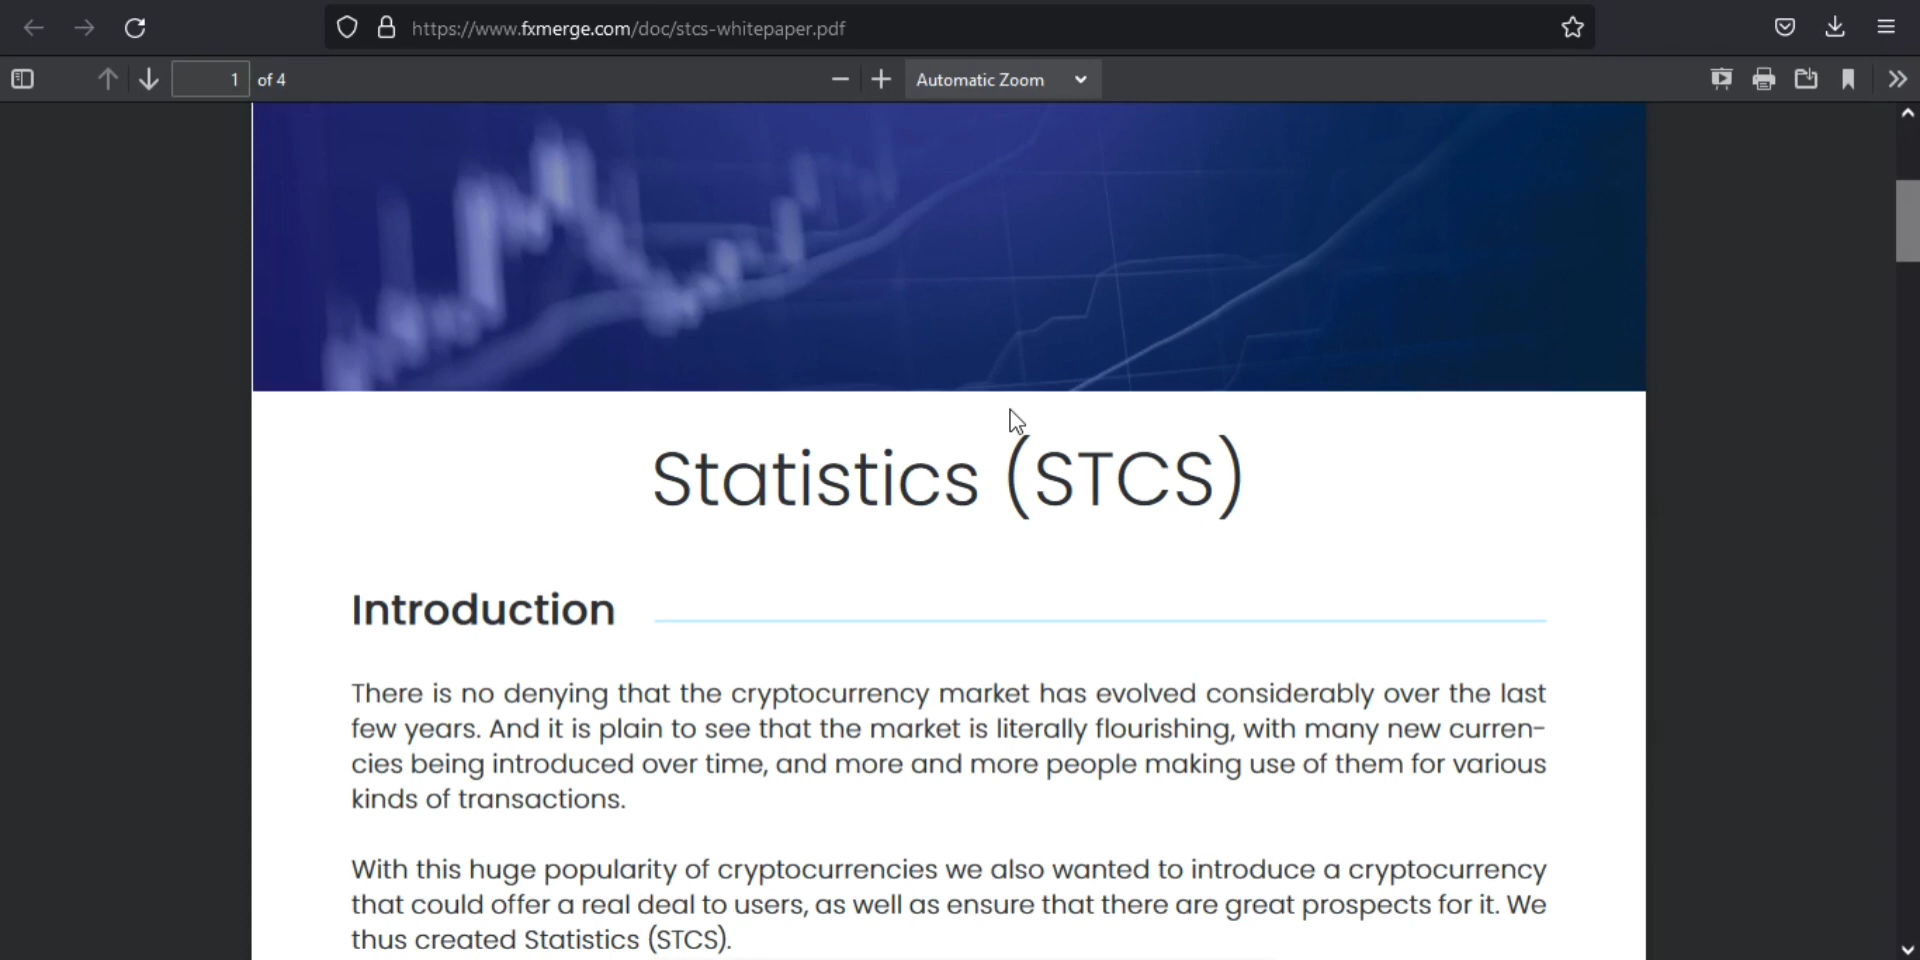 https://www.fxmerge.com/doc/stcs-whitepaper.pdf
1 of 4
Automatic Zoom
Statistics (STCS)
Introduction
There is no denying that the cryptocurrency market has evolved considerably over the last
few years. And it is plain to see that the market is literally flourishing, with many new curren-
cies being introduced over time, and more and more people making use of them for various
kinds of transactions.
With this huge popularity of cryptocurrencies we also wanted to introduce a cryptocurrency
that could offer a real deal to users, as well as ensure that there are great prospects for it. We
thus created Statistics (STCS).